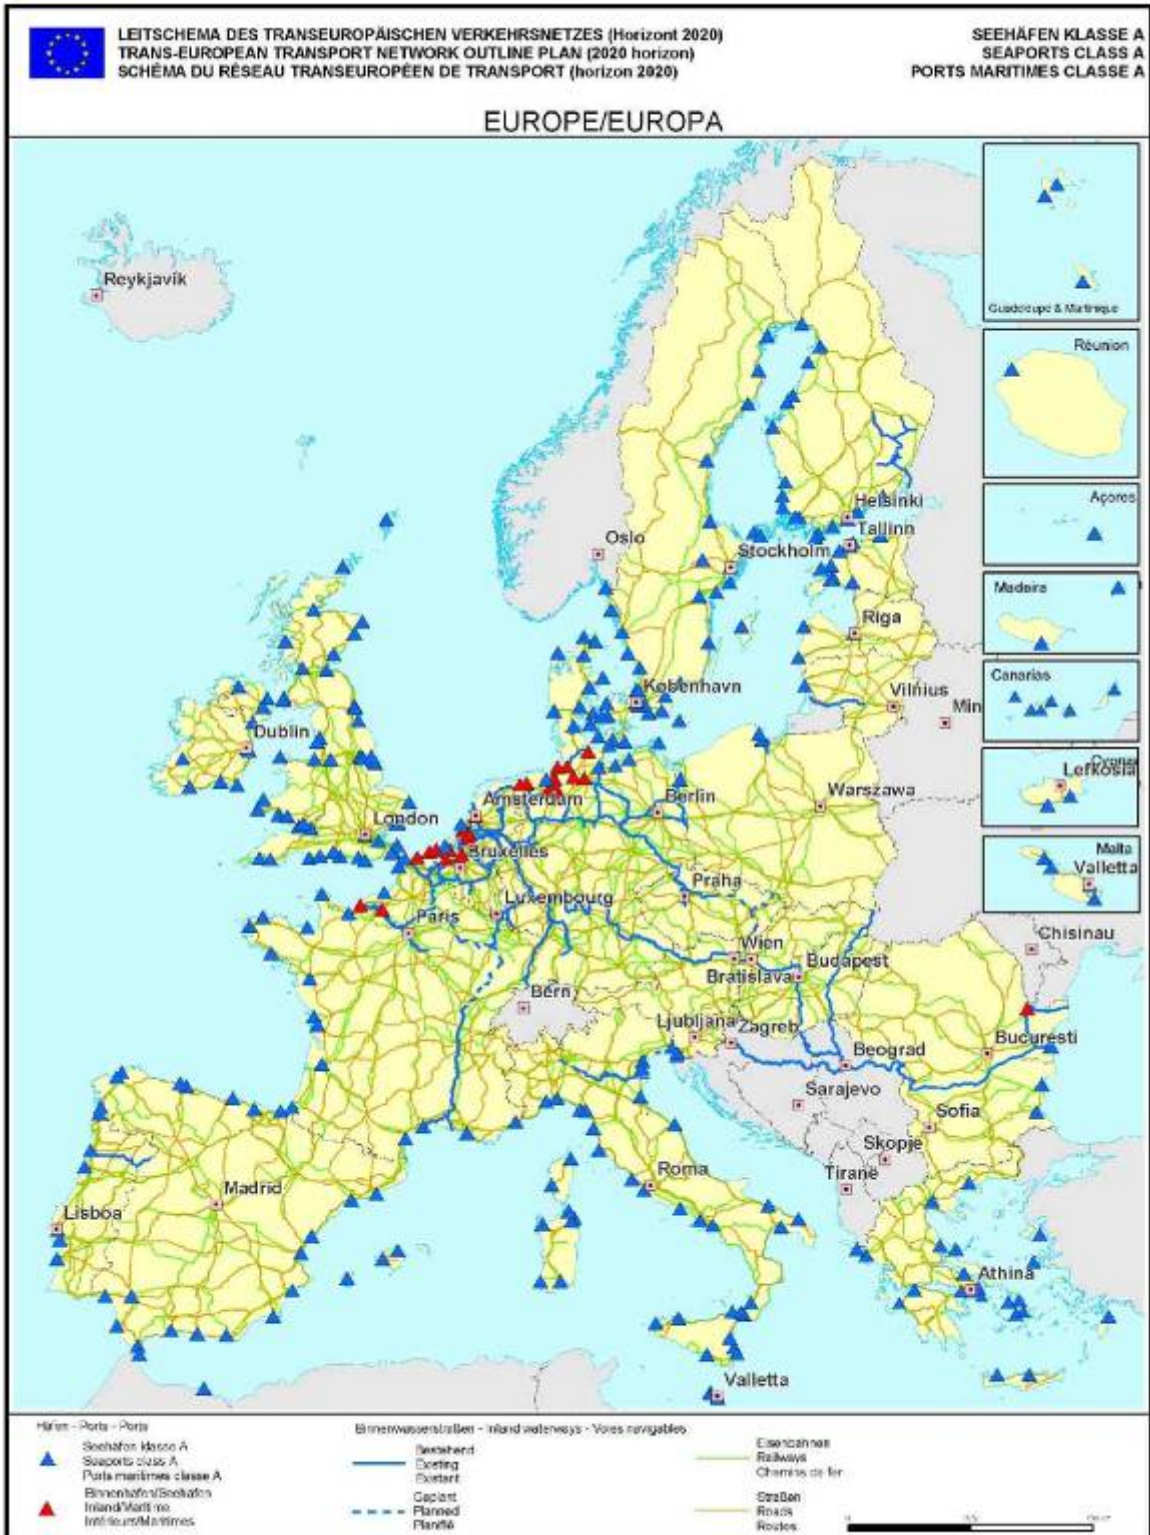 LEITSCHEMA DES TRANSEUROPÄISCHEN VERKEHRSNETZES (Horizont 2020)
TRANS-EUROPEAN TRANSPORT NETWORK OUTLINE PLAN (2020 horizon)
SCHÉMA DU RÉSEAU TRANSEUROPÉEN DE TRANSPORT (horizon 2020)
SEEHÄFEN KLASSE A
SEAPORTS CLASS A
PORTS MARITIMES CLASSE A
EUROPE/EUROPA
Guadeloupe & Martinique
Reykjavík
Réunion
Açores
Helsinki
Tallinn
Oslo
Stockholm
Madeira
Riga
Canarias
København
Vilnius
Min
Dublin
Lefkosia
Amsterdam
Berlin
Warszawa
London
Malta
Bruxelles
Valletta
Praha
Luxembourg
Paris
Chisinau
Wien
Budapest
Bratislava
Bern
Ljubljana
Zagreb
Bucuresti
Beograd
Sarajevo
Sofia
Skopje
Roma
Tiranë
Madrid
Lisboa
Athina
Valletta
Häfen - Ports - Ports
Seehäfen klasse A
Seaports class A
Ports maritimes classe A
Binnenhäfen/Seehäfen
Inland/Maritime
Intérieurs/Maritimes
Binnenwasserstraßen - Inland waterways - Voies navigables
Bestehend
Existing
Existant
Geplant
Planned
Planifié
Eisenbahnen
Railways
Chemins de fer
Straßen
Roads
Routes